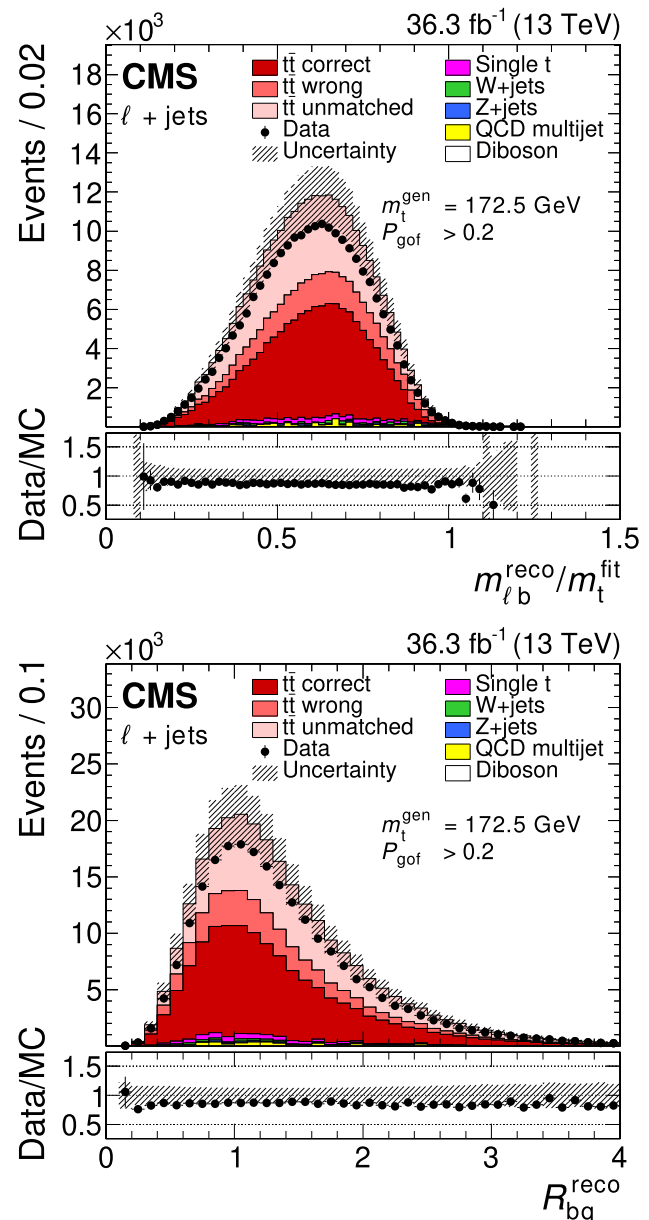 ×10³ 36.3 fb⁻¹ (13 TeV)
CMS
ℓ + jets
tt̄ correct
tt̄ wrong
tt̄ unmatched
Data
Uncertainty
Single t
W+jets
Z+jets
QCD multijet
Diboson
m_t^gen = 172.5 GeV
P_gof > 0.2
Events / 0.02
18
16
14
12
10
8
6
4
2
Data/MC
1.5
1
0.5
0 0.5 1 1.5
m_ℓb^reco/m_t^fit
×10³ 36.3 fb⁻¹ (13 TeV)
CMS
ℓ + jets
tt̄ correct
tt̄ wrong
tt̄ unmatched
Data
Uncertainty
Single t
W+jets
Z+jets
QCD multijet
Diboson
m_t^gen = 172.5 GeV
P_gof > 0.2
Events / 0.1
30
25
20
15
10
5
Data/MC
1.5
1
0.5
0 1 2 3 4
R_bq^reco